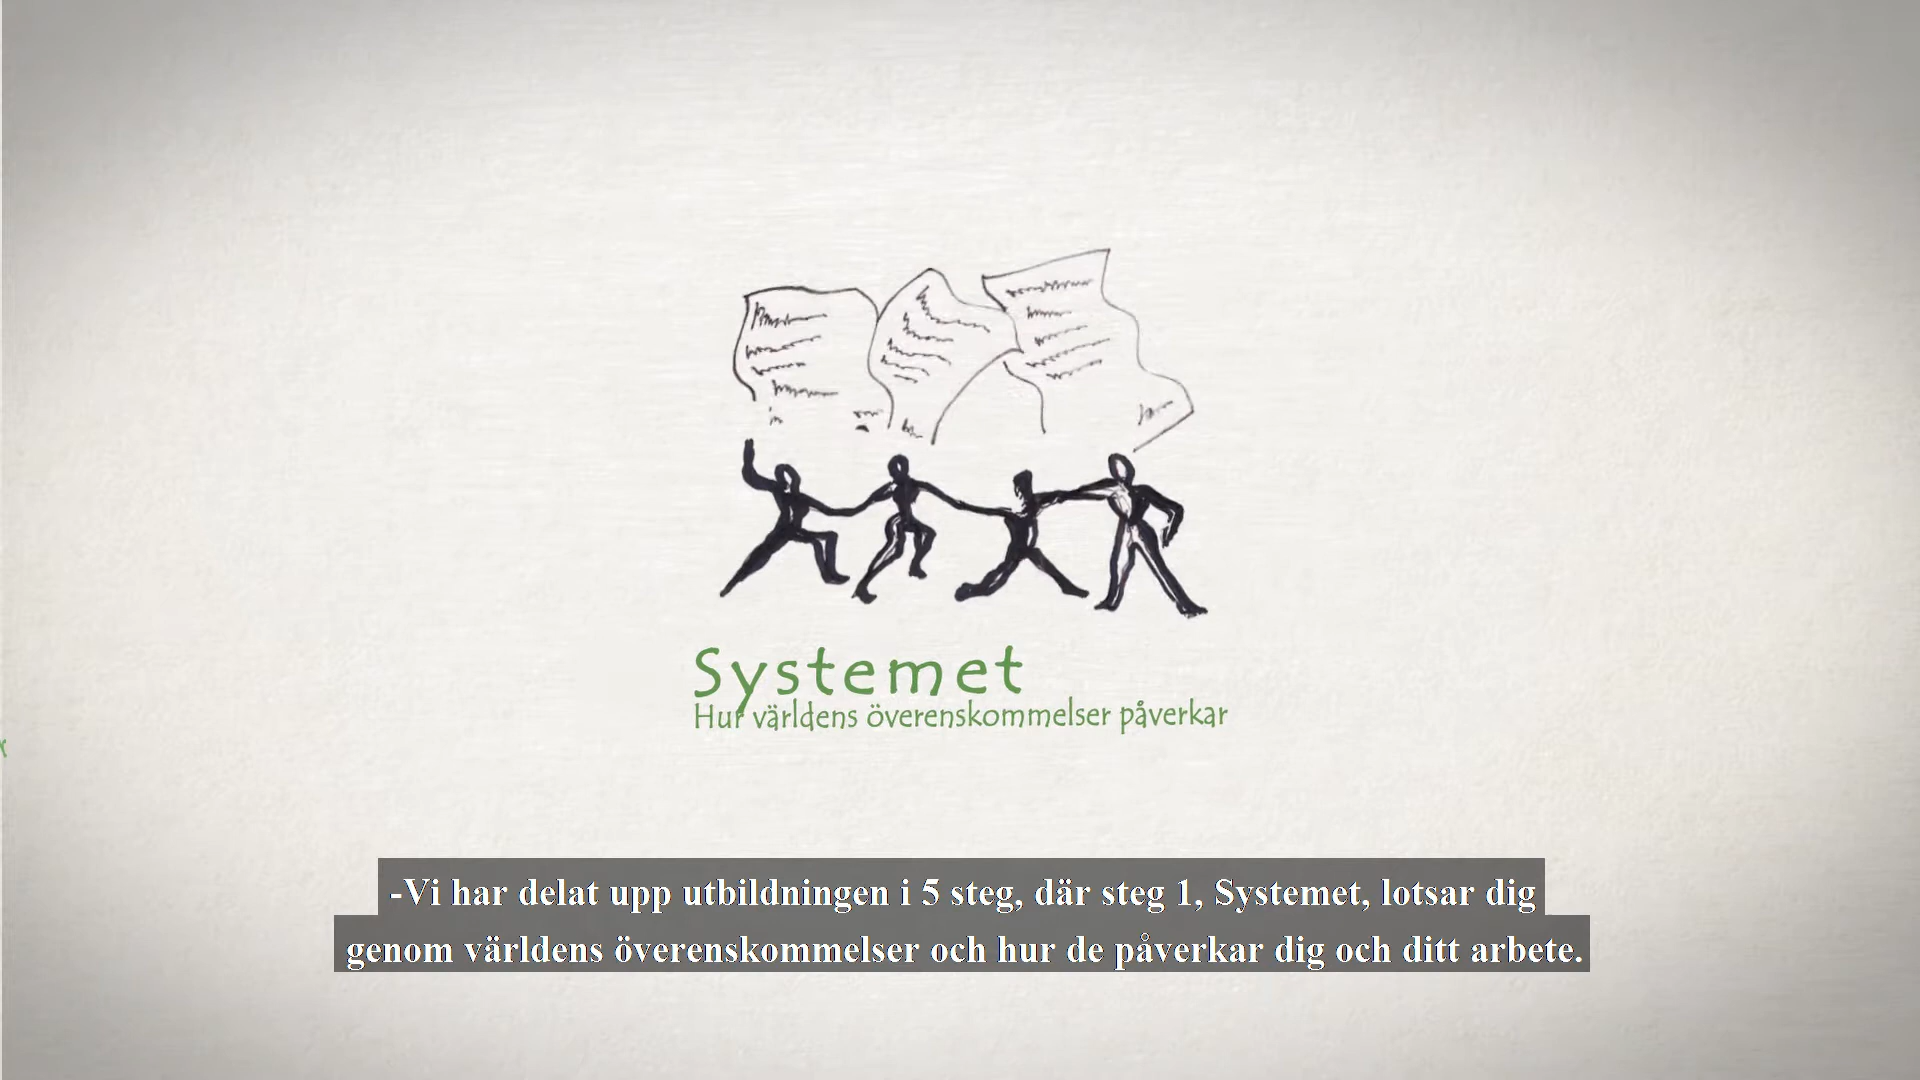 Systemet
Hur världens överenskommelser påverkar
-Vi har delat upp utbildningen i 5 steg, där steg 1, Systemet, lotsar dig
genom världens överenskommelser och hur de påverkar dig och ditt arbete.